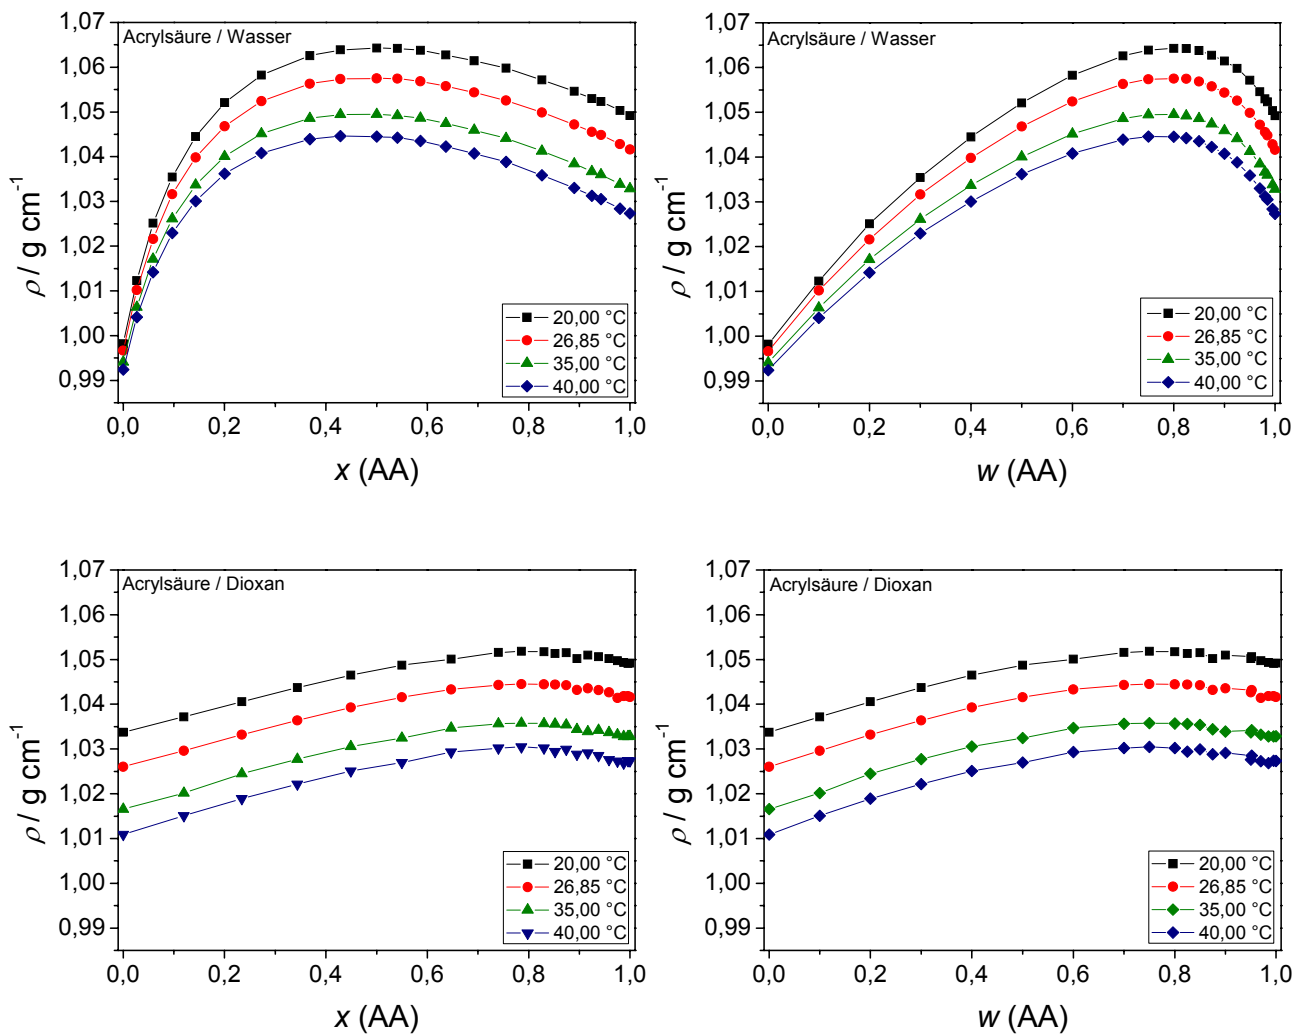 Acrylsäure / Wasser
1,07
1,06
1,05
1,04
1,03
1,02
1,01
1,00
0,99
ρ / g cm⁻¹
20,00 °C
26,85 °C
35,00 °C
40,00 °C
0,0 0,2 0,4 0,6 0,8 1,0
x (AA)
Acrylsäure / Wasser
1,07
1,06
1,05
1,04
1,03
1,02
1,01
1,00
0,99
ρ / g cm⁻¹
20,00 °C
26,85 °C
35,00 °C
40,00 °C
0,0 0,2 0,4 0,6 0,8 1,0
w (AA)
Acrylsäure / Dioxan
1,07
1,06
1,05
1,04
1,03
1,02
1,01
1,00
0,99
ρ / g cm⁻¹
20,00 °C
26,85 °C
35,00 °C
40,00 °C
0,0 0,2 0,4 0,6 0,8 1,0
x (AA)
Acrylsäure / Dioxan
1,07
1,06
1,05
1,04
1,03
1,02
1,01
1,00
0,99
ρ / g cm⁻¹
20,00 °C
26,85 °C
35,00 °C
40,00 °C
0,0 0,2 0,4 0,6 0,8 1,0
w (AA)